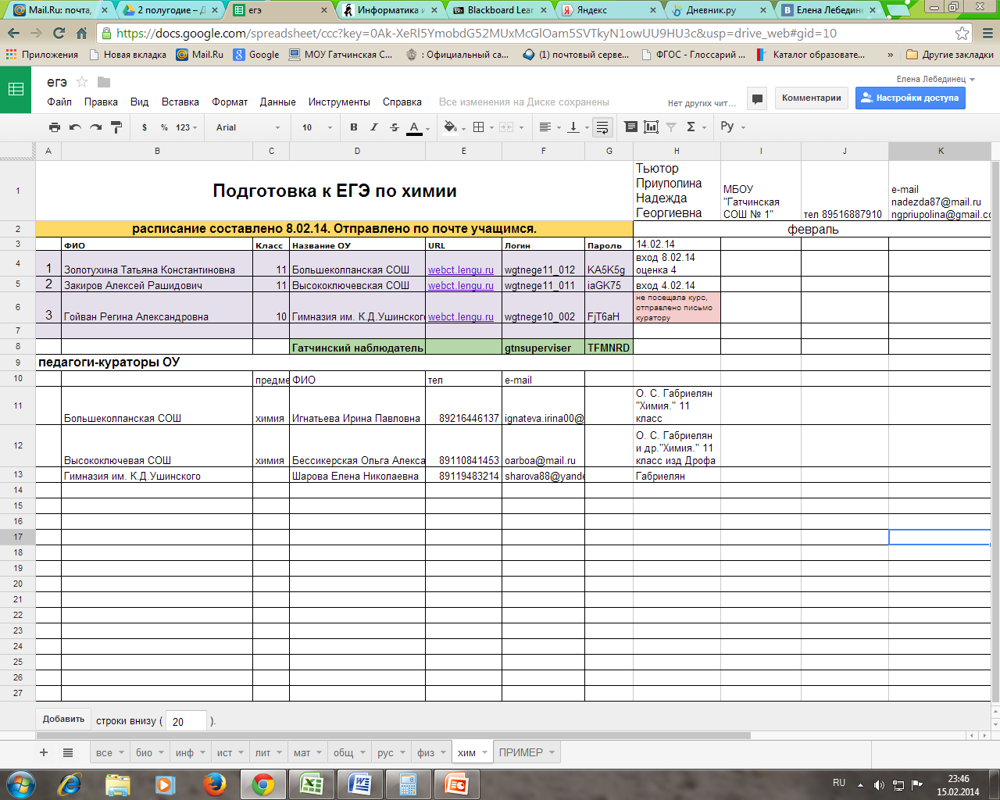 Mail.Ru: почта,
2 полугодие – Д
егэ
Информатика и
Blackboard Lear
Яндекс
Дневник.ру
Елена Лебедине
https://docs.google.com/spreadsheet/ccc?key=0Ak-XeRl5YmobdG52MUxMcGlOam5SVTkyN1owUU9HU3c&usp=drive_web#gid=10
Приложения
Новая вкладка
Mail.Ru
Google
МОУ Гатчинская С...
: Официальный са...
(1) почтовый серве...
ФГОС - Глоссарий ...
Каталог образовате...
»
Другие закладки
егэ
Елена Лебединец
Файл Правка Вид Вставка Формат Данные Инструменты Справка
Все изменения на Диске сохранены
Нет других чит...
Комментарии
Настройки доступа
$ % 123 Arial 10 B I S A Σ Ру
A B C D E F G H I J K
1 Подготовка к ЕГЭ по химии
Тьютор
Приуполина
Надежда
Георгиевна
МБОУ
"Гатчинская
СОШ № 1"
тел 89516887910
e-mail
nadezda87@mail.ru
ngpriupolina@gmail.co
2 расписание составлено 8.02.14. Отправлено по почте учащимся. февраль
3 ФИО Класс Название ОУ URL Логин Пароль 14.02.14
4 1 Золотухина Татьяна Константиновна 11 Большеколпанская СОШ webct.lengu.ru wgtnege11_012 KA5K5g
вход 8.02.14
оценка 4
5 2 Закиров Алексей Рашидович 11 Высокоключевская СОШ webct.lengu.ru wgtnege11_011 iaGK75 вход 4.02.14
6 3 Гойван Регина Александровна 10 Гимназия им. К.Д.Ушинского webct.lengu.ru wgtnege10_002 FjT6aH
не посещала курс,
отправлено письмо
куратору
7
8 Гатчинский наблюдатель gtnsuperviser TFMNRD
9 педагоги-кураторы ОУ
10 предме ФИО тел e-mail
11 Большеколпанская СОШ химия Игнатьева Ирина Павловна 89216446137 ignateva.irina00@
О. С. Габриелян
"Химия." 11
класс
12 Высокоключевая СОШ химия Бессикерская Ольга Алекса 89110841453 oarboa@mail.ru
О. С. Габриелян
и др."Химия." 11
класс изд Дрофа
13 Гимназия им. К.Д.Ушинского Шарова Елена Николаевна 89119483214 sharova88@yande Габриелян
14
15
16
17
18
19
20
21
22
23
24
25
26
27
Добавить строки внизу ( 20 ).
+ все био инф ист лит мат общ рус физ хим ПРИМЕР
RU
23:46
15.02.2014